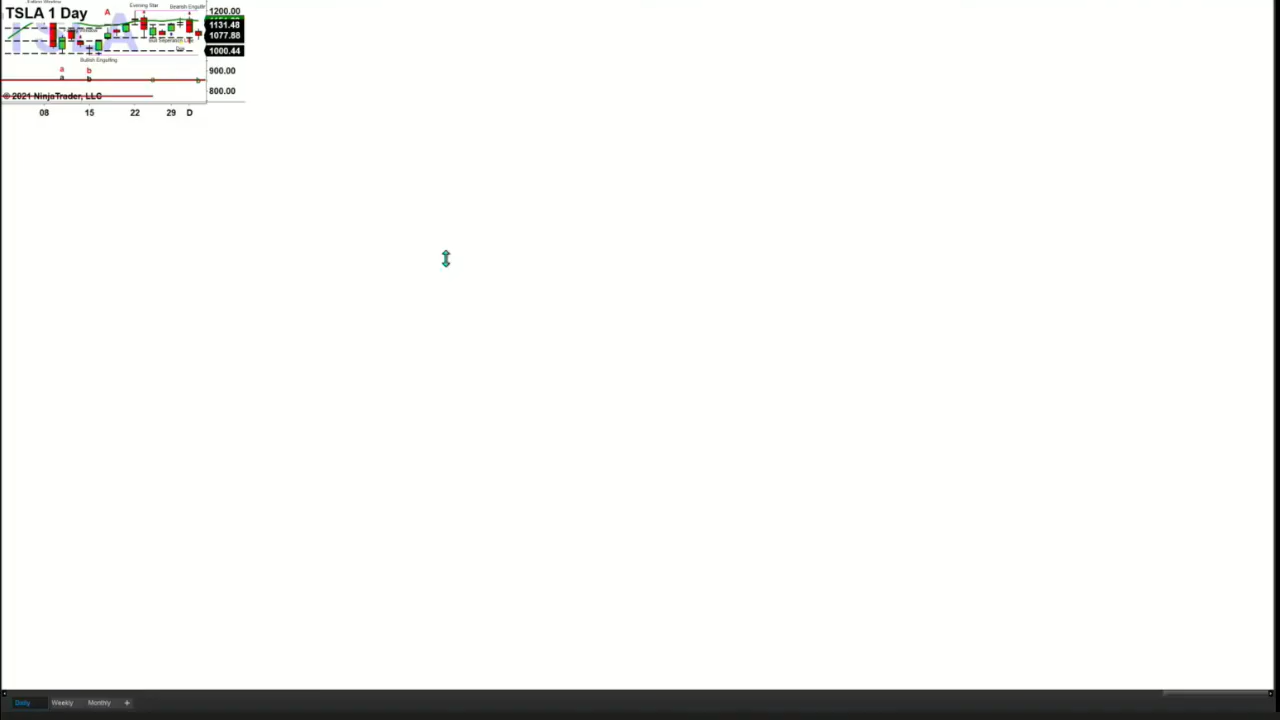 Evening Star
Bearish Engulfin
TSLA 1 Day
A
1200.00
1131.48
1077.88
1000.44
Bullish Engulfing
a
b
a
b
900.00
800.00
© 2021 NinjaTrader, LLC
08
15
22
29
D
Daily
Weekly
Monthly
+